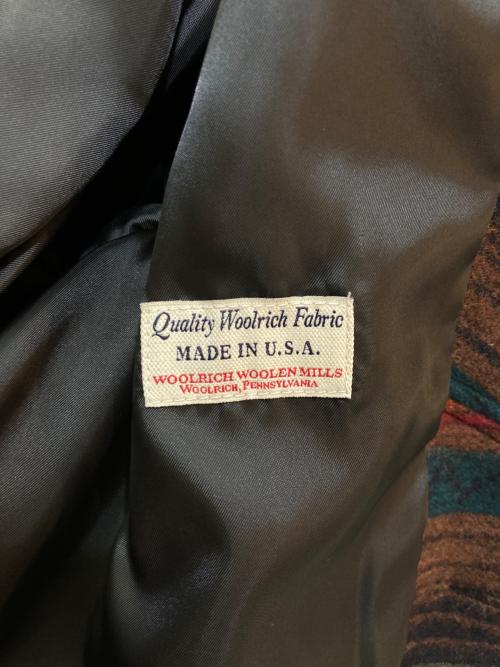 Quality Woolrich Fabric
MADE IN U.S.A.
WOOLRICH WOOLEN MILLS
WOOLRICH, PENNSYLVANIA